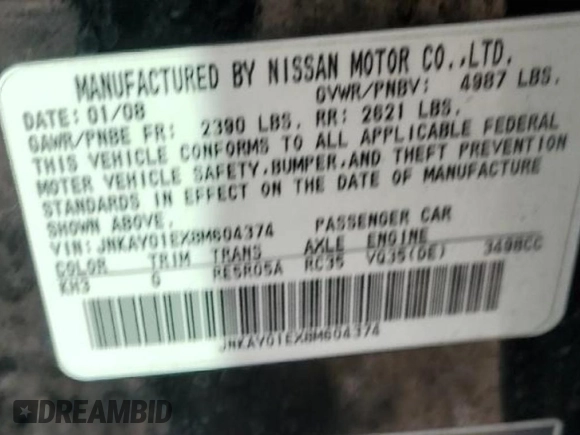 MANUFACTURED BY NISSAN MOTOR CO.,LTD.
DATE: 01/08 GVWR/PNBV: 4987 LBS.
GAWR/PNBE FR: 2390 LBS. RR: 2621 LBS.
THIS VEHICLE CONFORMS TO ALL APPLICABLE FEDERAL
MOTOR VEHICLE SAFETY,BUMPER,AND THEFT PREVENTION
STANDARDS IN EFFECT ON THE DATE OF MANUFACTURE
SHOWN ABOVE.
VIN: JNKAY01EX8M604374 PASSENGER CAR
COLOR TRIM TRANS AXLE ENGINE
KH3 G RE5R05A RC35 VQ35(DE) 3498CC
JNKAY01EX8M604374
DREAMBID